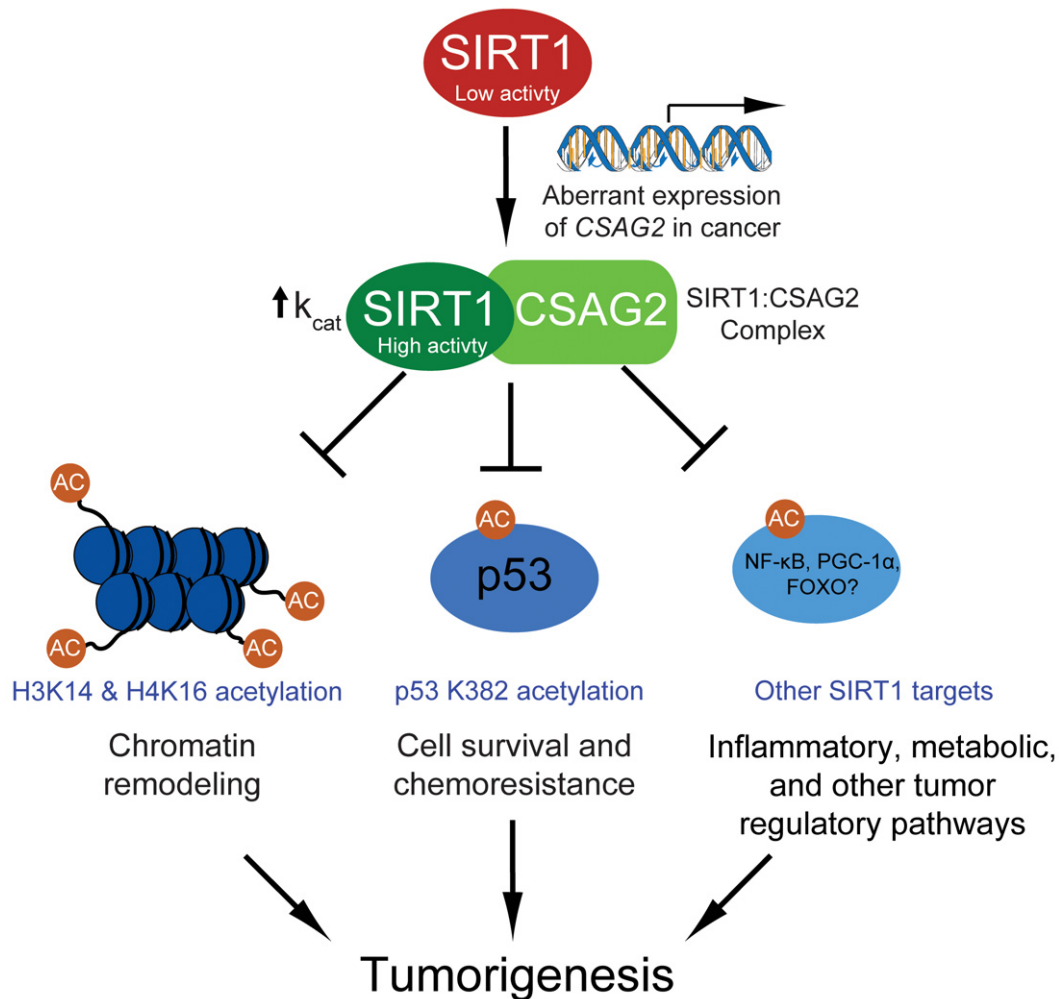 SIRT1
Low activty
Aberrant expression
of CSAG2 in cancer
↑kcat
SIRT1
High activty
CSAG2
SIRT1:CSAG2
Complex
AC
AC
AC
AC
H3K14 & H4K16 acetylation
Chromatin
remodeling
AC
p53
p53 K382 acetylation
Cell survival and
chemoresistance
AC
NF-κB, PGC-1α,
FOXO?
Other SIRT1 targets
Inflammatory, metabolic,
and other tumor
regulatory pathways
Tumorigenesis